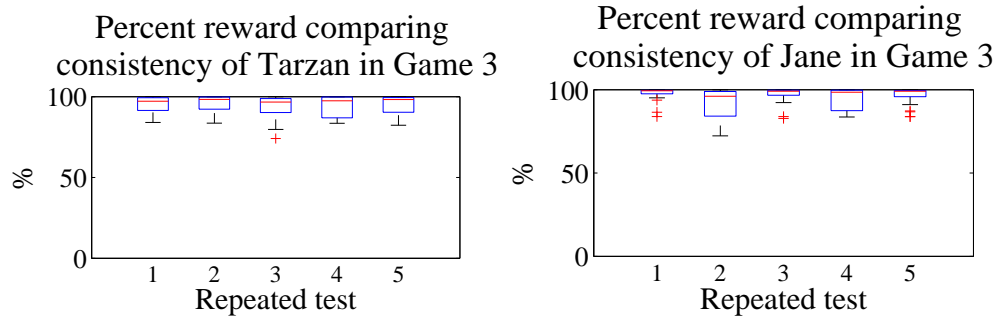 Percent reward comparing
consistency of Tarzan in Game 3
100
50
0
%
1 2 3 4 5
Repeated test
Percent reward comparing
consistency of Jane in Game 3
100
50
0
%
1 2 3 4 5
Repeated test